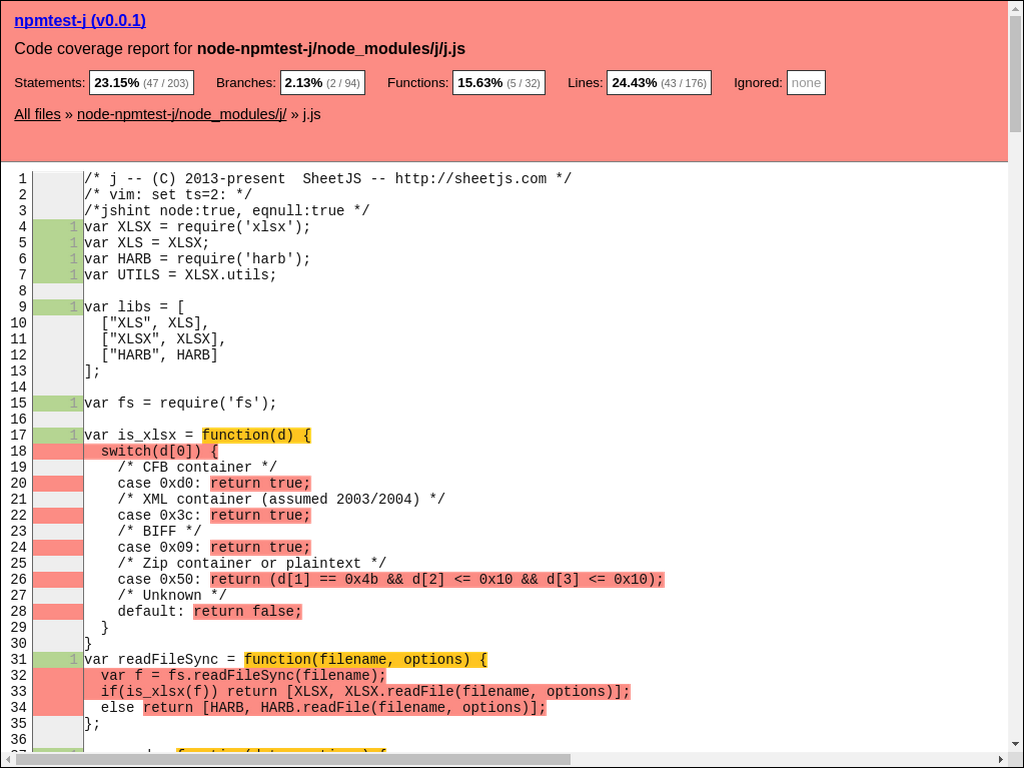 npmtest-j (v0.0.1)
Code coverage report for node-npmtest-j/node_modules/j/j.js
Statements: 23.15% (47 / 203) Branches: 2.13% (2 / 94) Functions: 15.63% (5 / 32) Lines: 24.43% (43 / 176) Ignored: none
All files » node-npmtest-j/node_modules/j/ » j.js
1 /* j -- (C) 2013-present  SheetJS -- http://sheetjs.com */
2 /* vim: set ts=2: */
3 /*jshint node:true, eqnull:true */
4 1 var XLSX = require('xlsx');
5 1 var XLS = XLSX;
6 1 var HARB = require('harb');
7 1 var UTILS = XLSX.utils;
8
9 1 var libs = [
10   ["XLS", XLS],
11   ["XLSX", XLSX],
12   ["HARB", HARB]
13 ];
14
15 1 var fs = require('fs');
16
17 1 var is_xlsx = function(d) {
18   switch(d[0]) {
19     /* CFB container */
20     case 0xd0: return true;
21     /* XML container (assumed 2003/2004) */
22     case 0x3c: return true;
23     /* BIFF */
24     case 0x09: return true;
25     /* Zip container or plaintext */
26     case 0x50: return (d[1] == 0x4b && d[2] <= 0x10 && d[3] <= 0x10);
27     /* Unknown */
28     default: return false;
29   }
30 }
31 1 var readFileSync = function(filename, options) {
32   var f = fs.readFileSync(filename);
33   if(is_xlsx(f)) return [XLSX, XLSX.readFile(filename, options)];
34   else return [HARB, HARB.readFile(filename, options)];
35 };
36